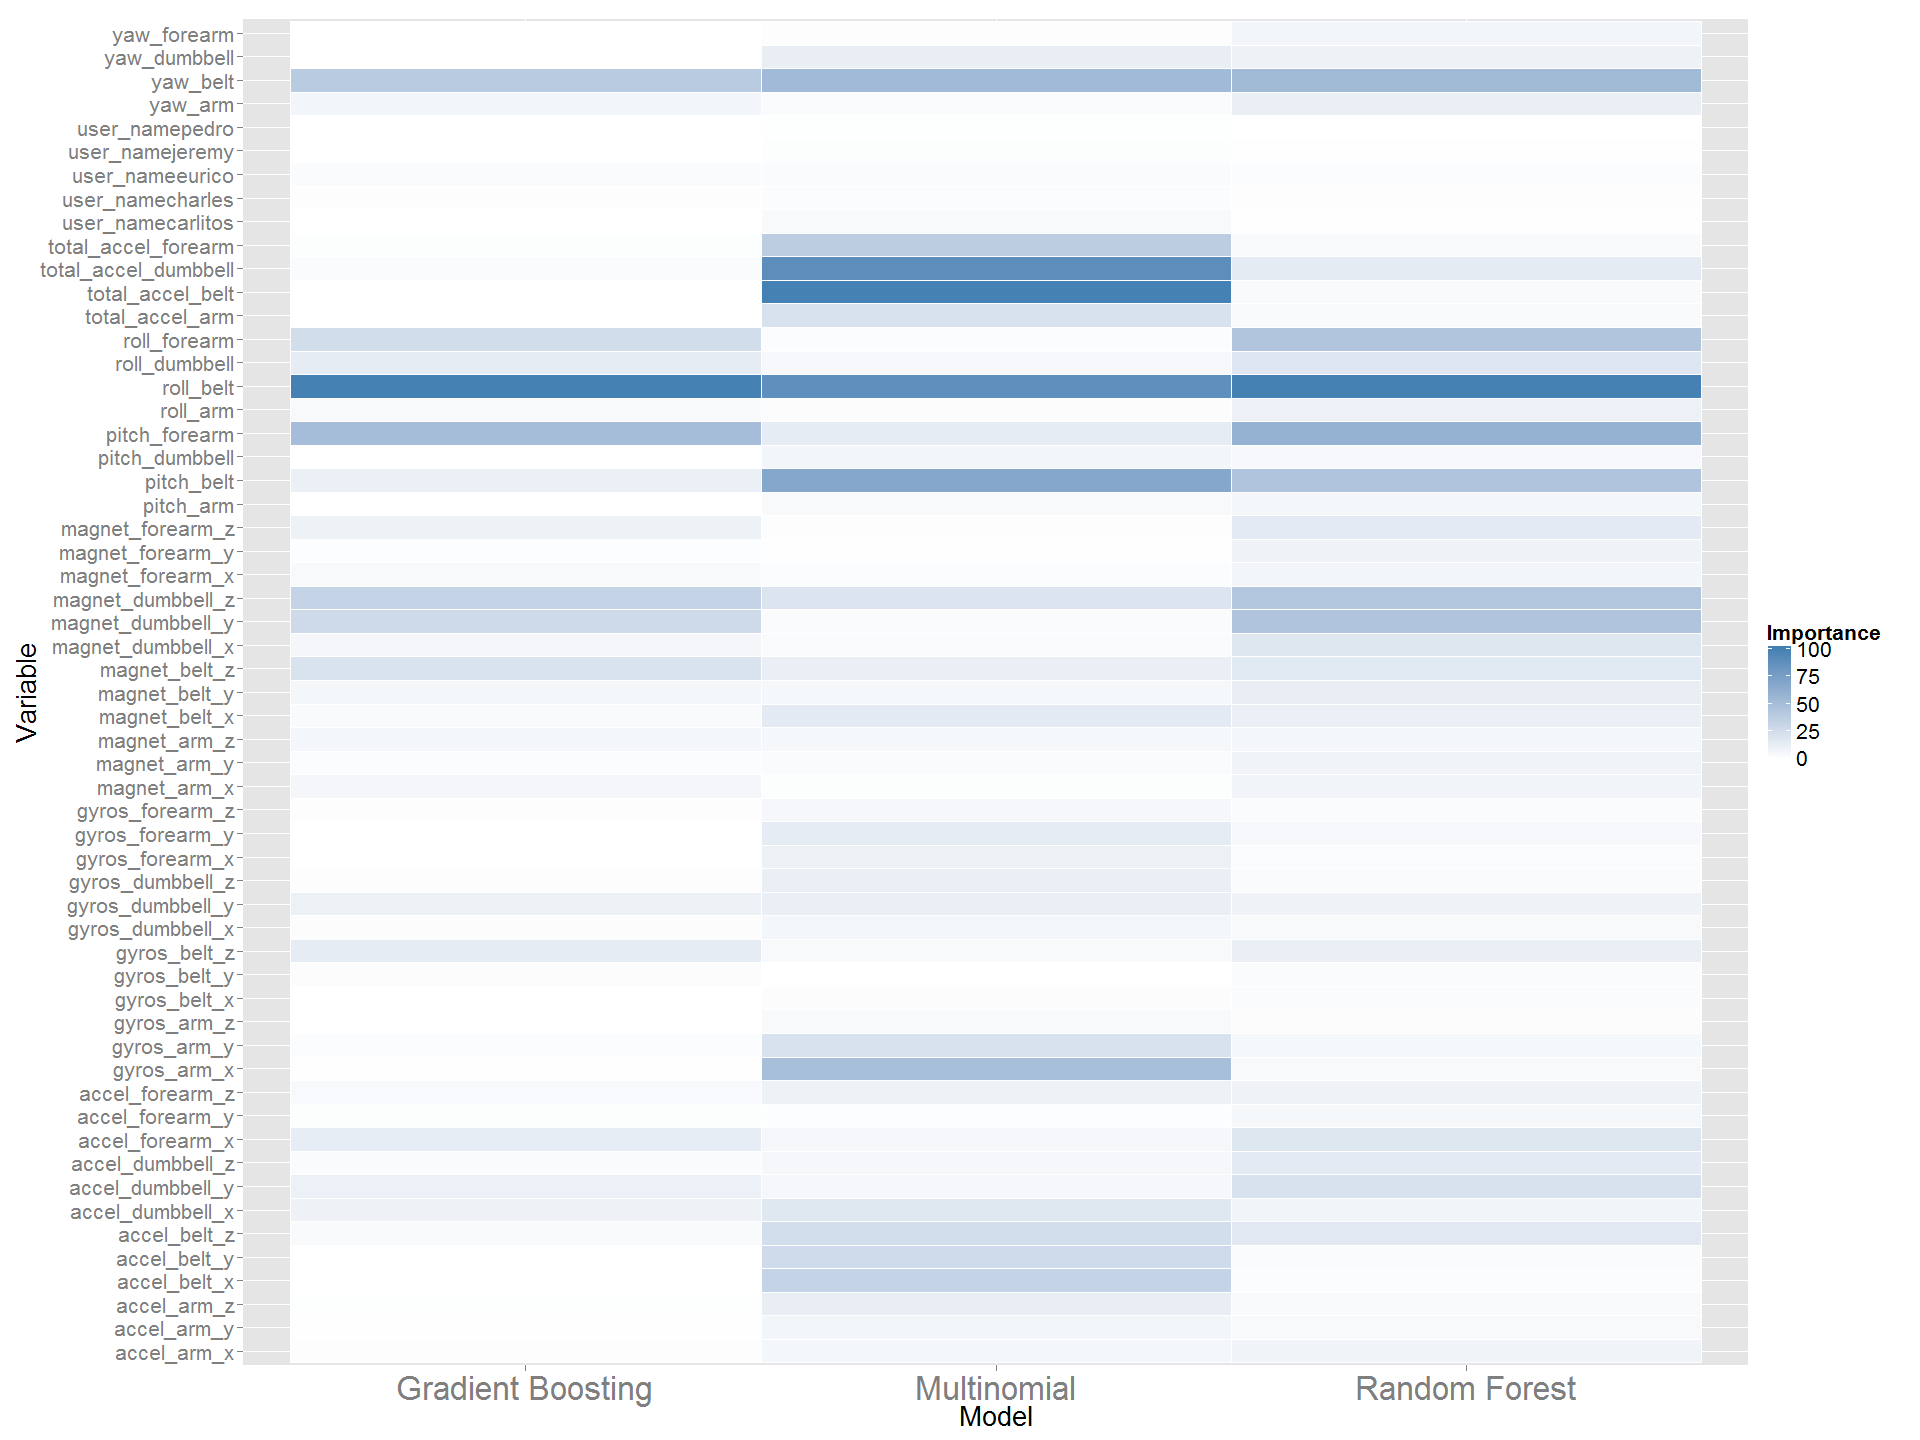 yaw_forearm
yaw_dumbbell
yaw_belt
yaw_arm
user_namepedro
user_namejeremy
user_nameeurico
user_namecharles
user_namecarlitos
total_accel_forearm
total_accel_dumbbell
total_accel_belt
total_accel_arm
roll_forearm
roll_dumbbell
roll_belt
roll_arm
pitch_forearm
pitch_dumbbell
pitch_belt
pitch_arm
magnet_forearm_z
magnet_forearm_y
magnet_forearm_x
magnet_dumbbell_z
magnet_dumbbell_y
magnet_dumbbell_x
magnet_belt_z
magnet_belt_y
magnet_belt_x
magnet_arm_z
magnet_arm_y
magnet_arm_x
gyros_forearm_z
gyros_forearm_y
gyros_forearm_x
gyros_dumbbell_z
gyros_dumbbell_y
gyros_dumbbell_x
gyros_belt_z
gyros_belt_y
gyros_belt_x
gyros_arm_z
gyros_arm_y
gyros_arm_x
accel_forearm_z
accel_forearm_y
accel_forearm_x
accel_dumbbell_z
accel_dumbbell_y
accel_dumbbell_x
accel_belt_z
accel_belt_y
accel_belt_x
accel_arm_z
accel_arm_y
accel_arm_x
Variable
Gradient Boosting
Multinomial
Random Forest
Model
Importance
100
75
50
25
0